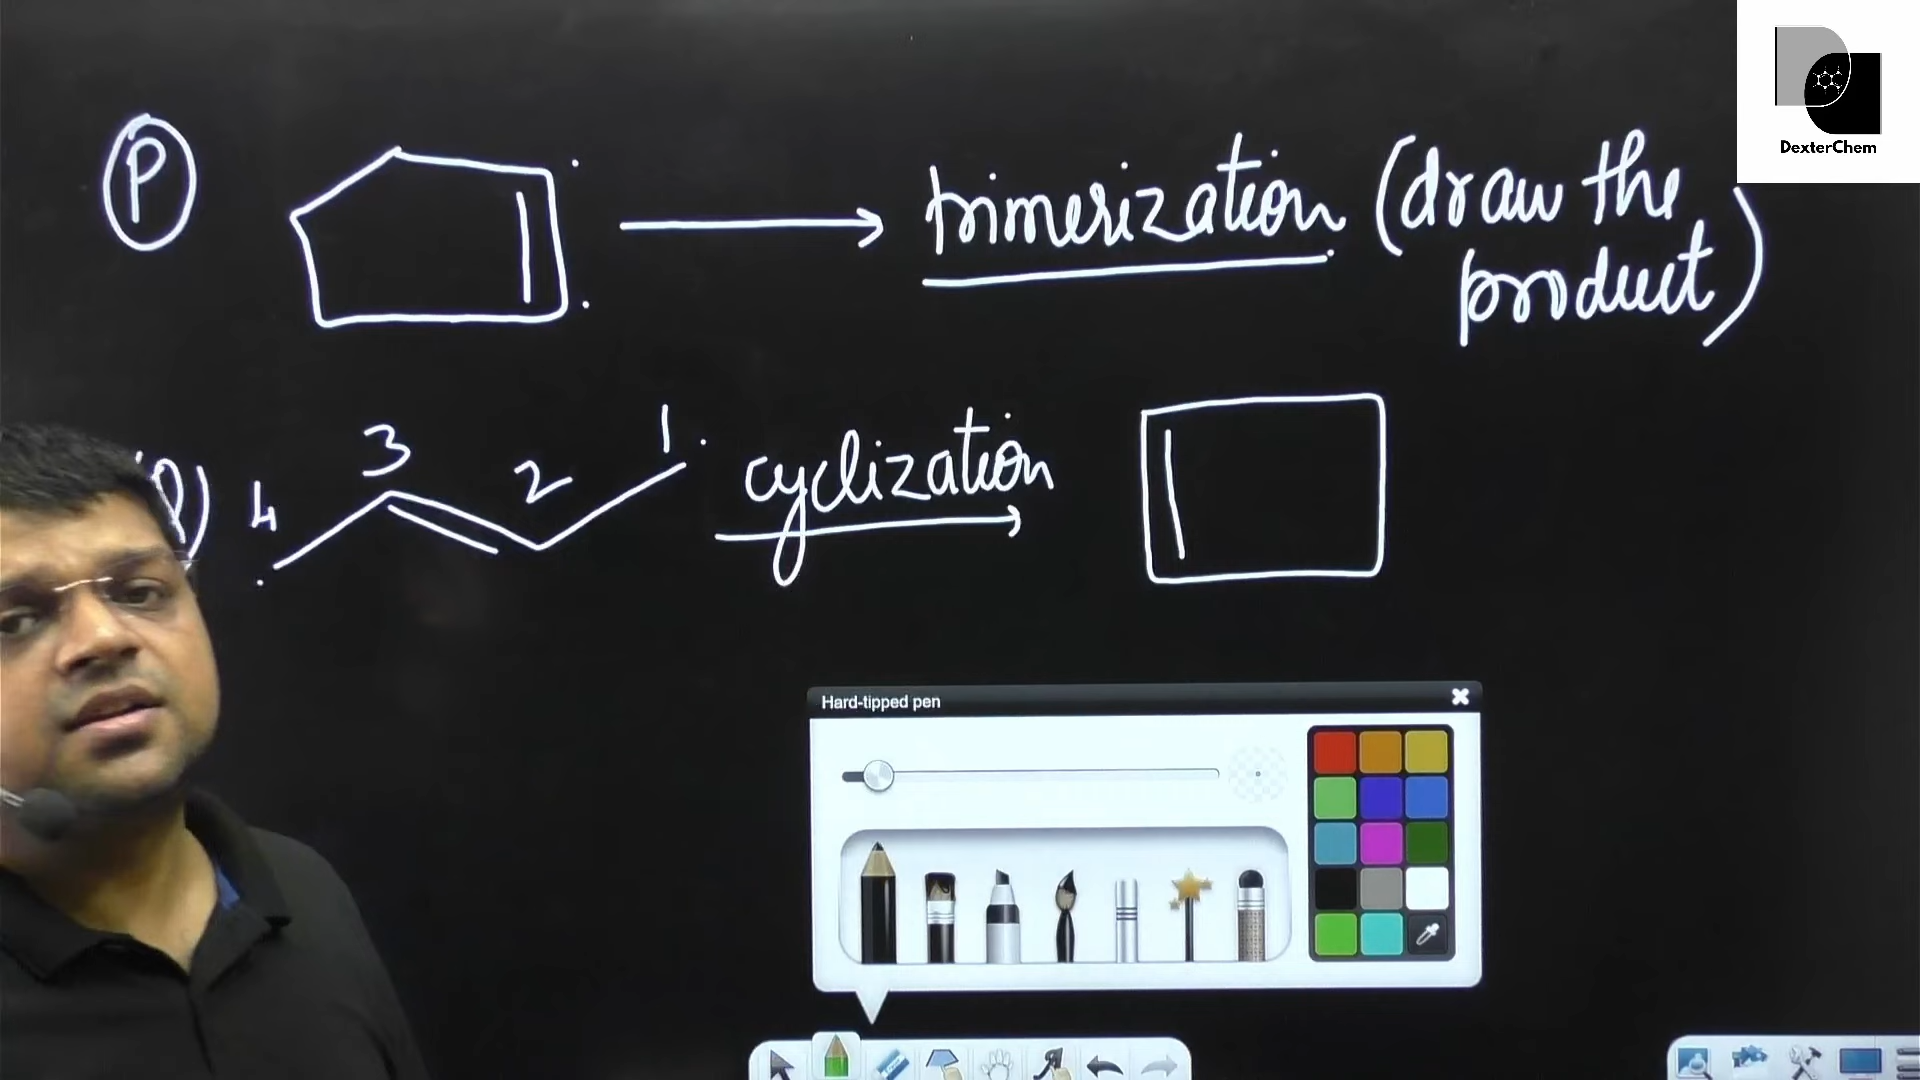 DexterChem
P
trimerization (draw the
product)
4 3 2 1
cyclization
Hard-tipped pen